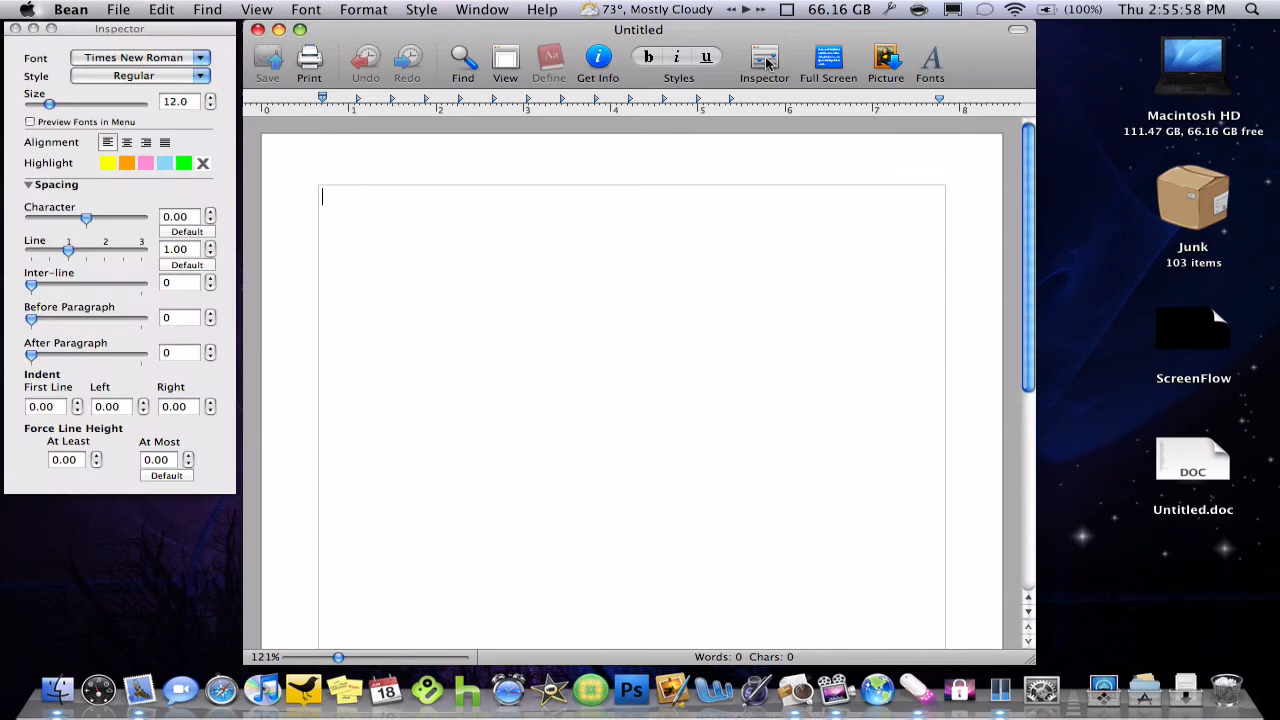 Bean File Edit Find View Font Format Style Window Help 73°, Mostly Cloudy 66.16 GB (100%) Thu 2:55:58 PM
Inspector
Font Times New Roman
Style Regular
Size 12.0
Preview Fonts in Menu
Alignment
Highlight X
Spacing
Character
0.00
Default
Line 1 2 3
1.00
Default
Inter-line
0
Before Paragraph
0
After Paragraph
0
Indent
First Line Left Right
0.00 0.00 0.00
Force Line Height
At Least At Most
0.00 0.00
Default
Untitled
b i u
Save Print Undo Redo Find View Define Get Info Styles Inspector Full Screen Picture Fonts
0 1 2 3 4 5 6 7 8
121% Words: 0 Chars: 0
Macintosh HD
111.47 GB, 66.16 GB free
Junk
103 items
ScreenFlow
DOC
Untitled.doc
18
h Ps